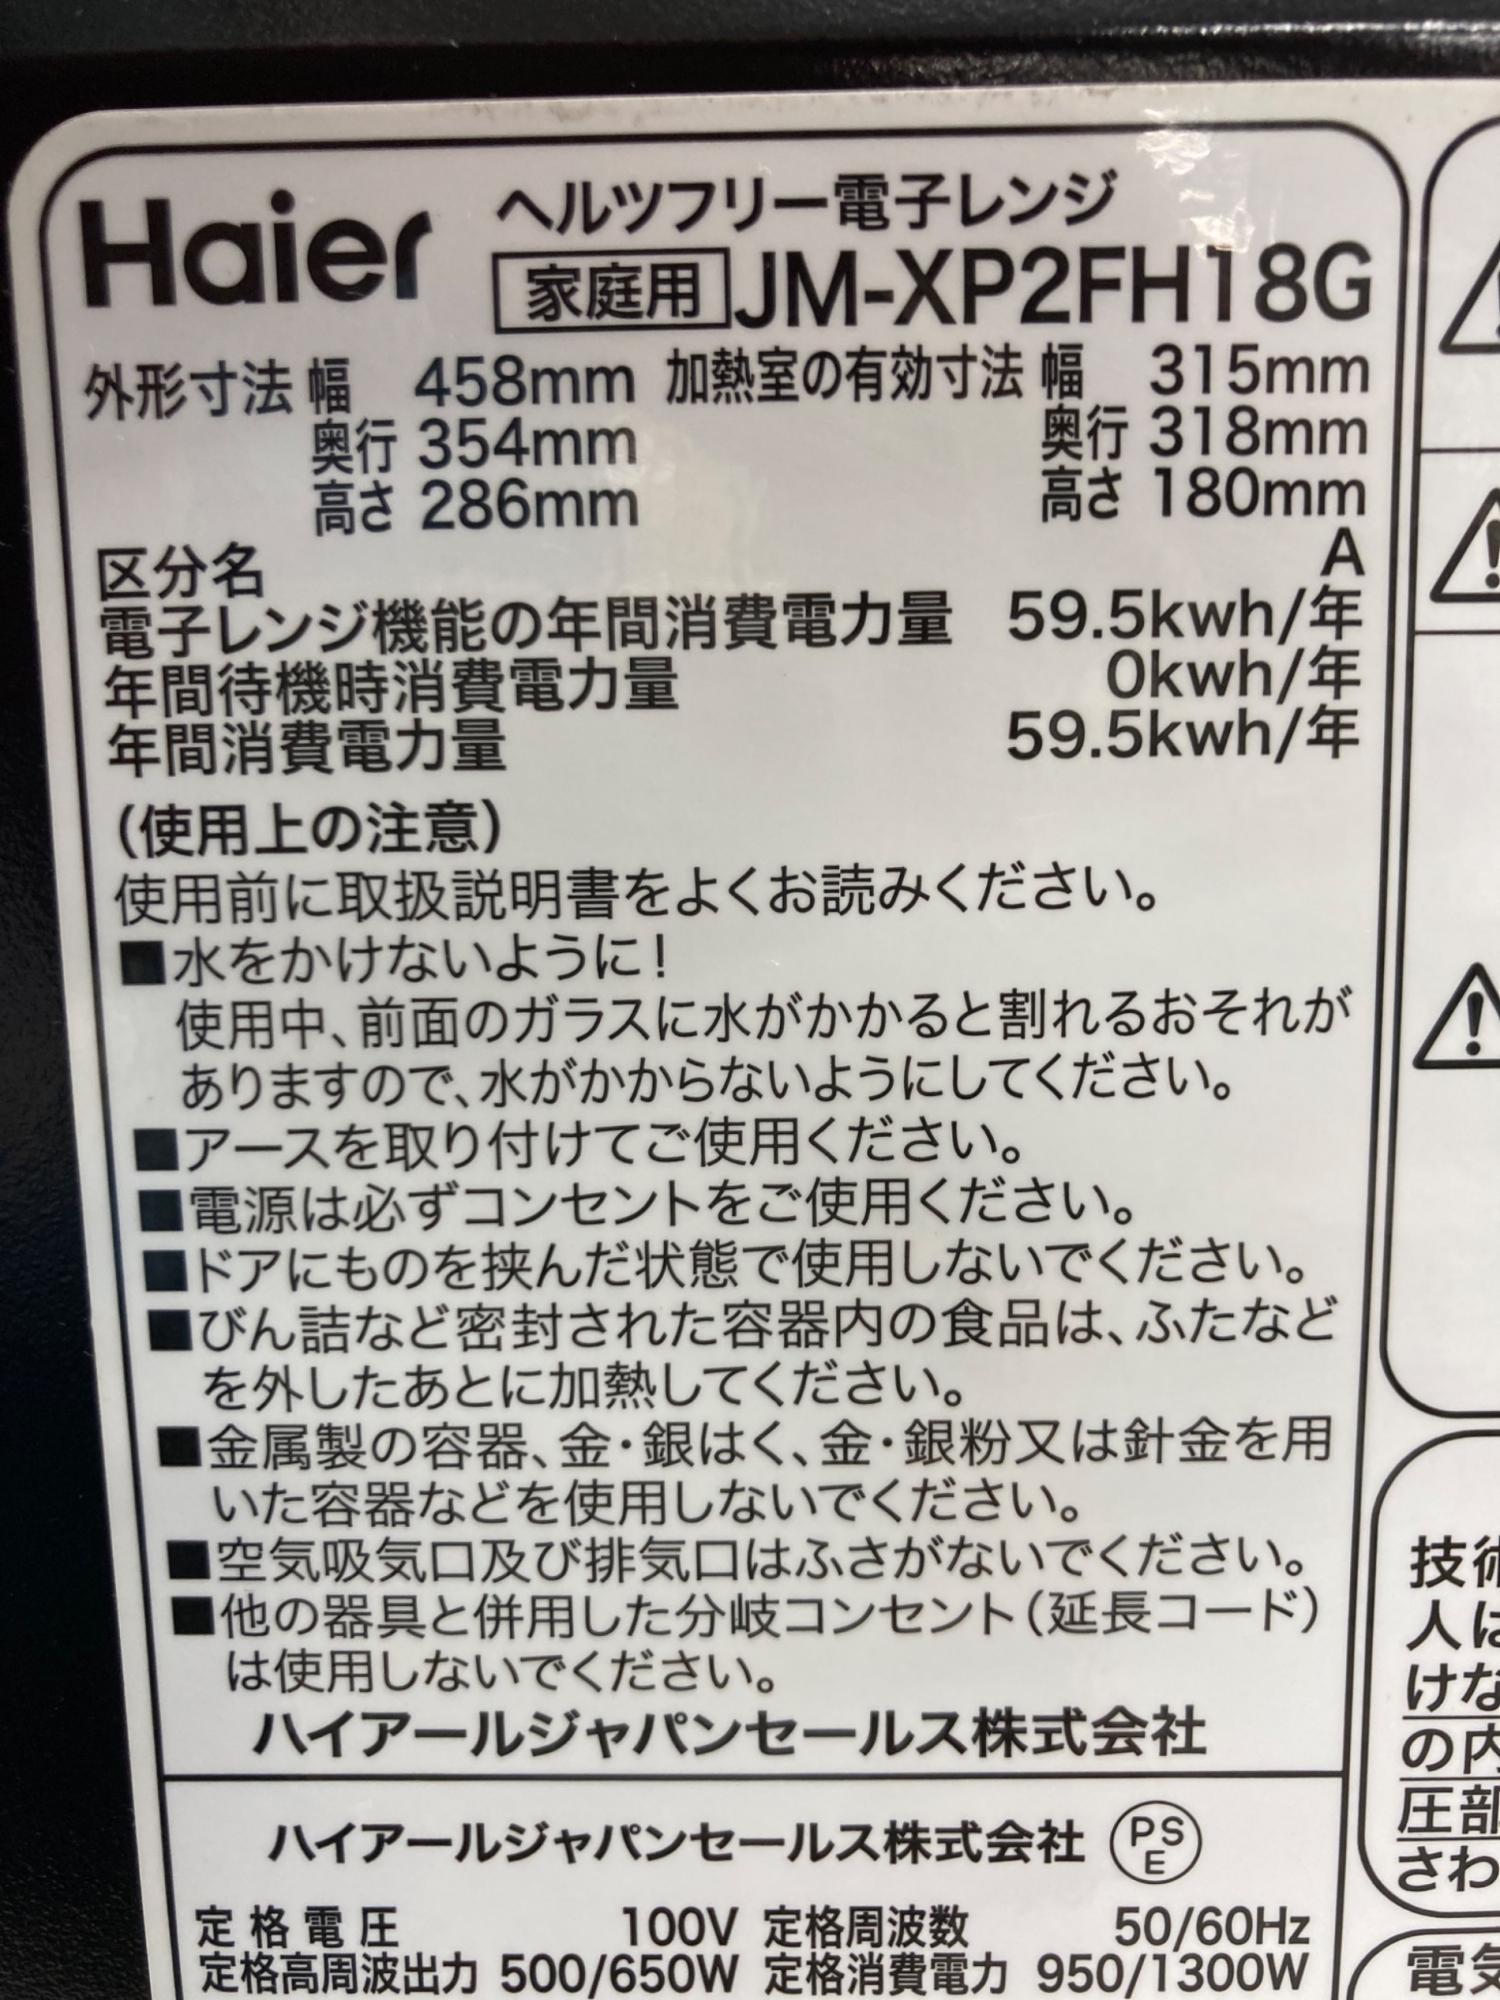 Haier
ヘルツフリー電子レンジ
家庭用 JM-XP2FH18G
外形寸法 幅 458mm 加熱室の有効寸法 幅 315mm
奥行 354mm 奥行 318mm
高さ 286mm 高さ 180mm
区分名 A
電子レンジ機能の年間消費電力量 59.5kwh/年
年間待機時消費電力量 0kwh/年
年間消費電力量 59.5kwh/年
（使用上の注意）
使用前に取扱説明書をよくお読みください。
■水をかけないように！
使用中、前面のガラスに水がかかると割れるおそれが
ありますので、水がかからないようにしてください。
■アースを取り付けてご使用ください。
■電源は必ずコンセントをご使用ください。
■ドアにものを挟んだ状態で使用しないでください。
■びん詰など密封された容器内の食品は、ふたなど
を外したあとに加熱してください。
■金属製の容器、金・銀はく、金・銀粉又は針金を用
いた容器などを使用しないでください。
■空気吸気口及び排気口はふさがないでください。
■他の器具と併用した分岐コンセント（延長コード）
は使用しないでください。
ハイアールジャパンセールス株式会社
ハイアールジャパンセールス株式会社 PSE
定格電圧 100V 定格周波数 50/60Hz
定格高周波出力 500/650W 定格消費電力 950/1300W
技術
人は
けな
の内
圧部
さわ
電気